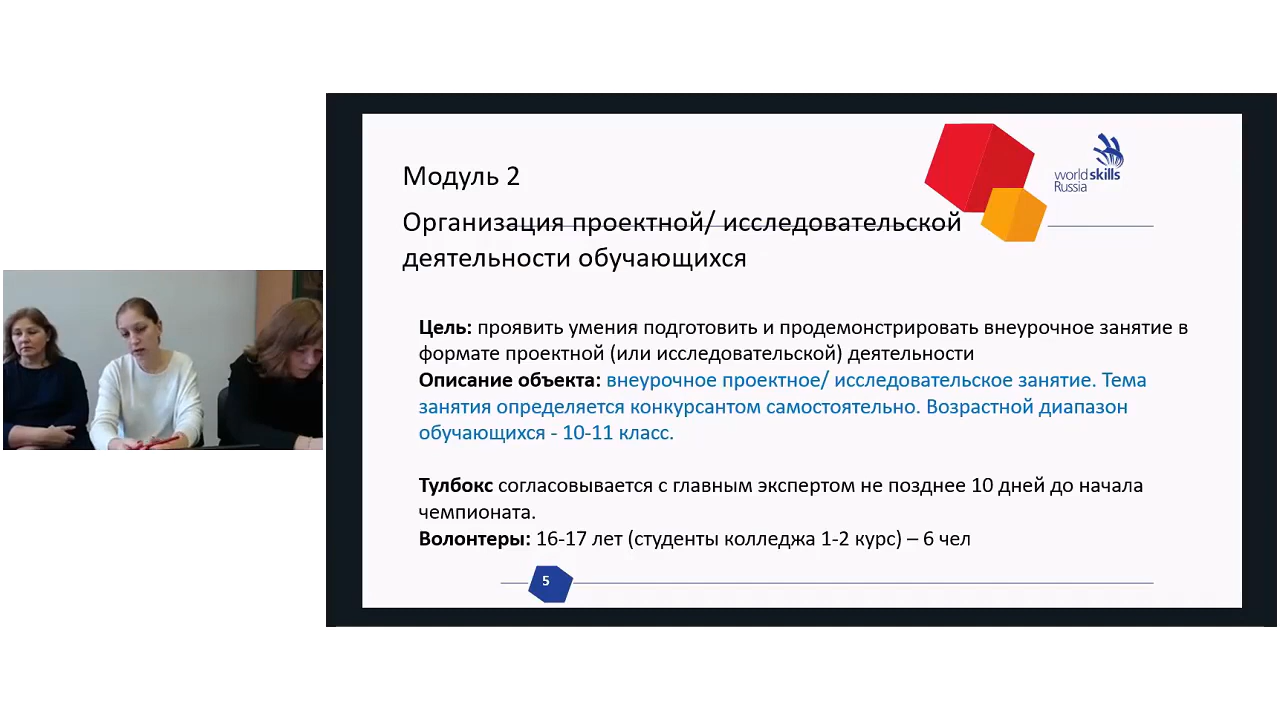 Модуль 2
world skills
Russia
Организация проектной/ исследовательской
деятельности обучающихся
Цель: проявить умения подготовить и продемонстрировать внеурочное занятие в
формате проектной (или исследовательской) деятельности
Описание объекта: внеурочное проектное/ исследовательское занятие. Тема
занятия определяется конкурсантом самостоятельно. Возрастной диапазон
обучающихся - 10-11 класс.
Тулбокс согласовывается с главным экспертом не позднее 10 дней до начала
чемпионата.
Волонтеры: 16-17 лет (студенты колледжа 1-2 курс) – 6 чел
5